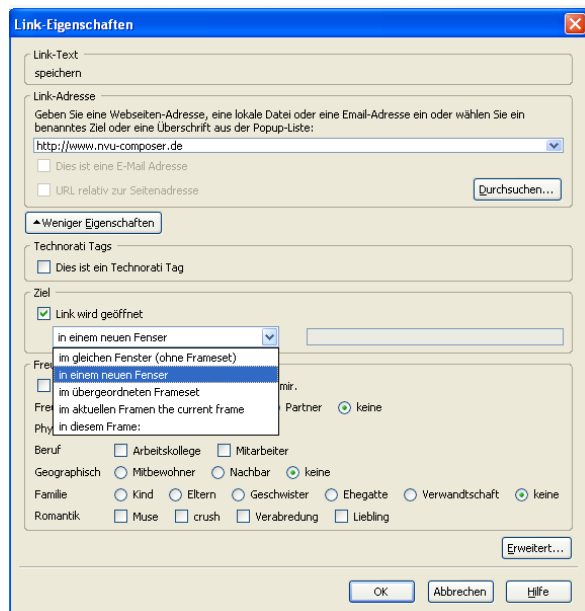 Link-Eigenschaften
Link-Text
speichern
Link-Adresse
Geben Sie eine Webseiten-Adresse, eine lokale Datei oder eine Email-Adresse ein oder wählen Sie ein
benanntes Ziel oder eine Überschrift aus der Popup-Liste:
http://www.nvu-composer.de
Dies ist eine E-Mail Adresse
URL relativ zur Seitenadresse
Durchsuchen...
Weniger Eigenschaften
Technorati Tags
Dies ist ein Technorati Tag
Ziel
Link wird geöffnet
in einem neuen Fenser
im gleichen Fenster (ohne Frameset)
in einem neuen Fenser
im übergeordneten Frameset
im aktuellen Framen the current frame
in diesem Frame:
mir.
Partner keine
Beruf Arbeitskollege Mitarbeiter
Geographisch Mitbewohner Nachbar keine
Familie Kind Eltern Geschwister Ehegatte Verwandtschaft keine
Romantik Muse crush Verabredung Liebling
Erweitert...
OK Abbrechen Hilfe